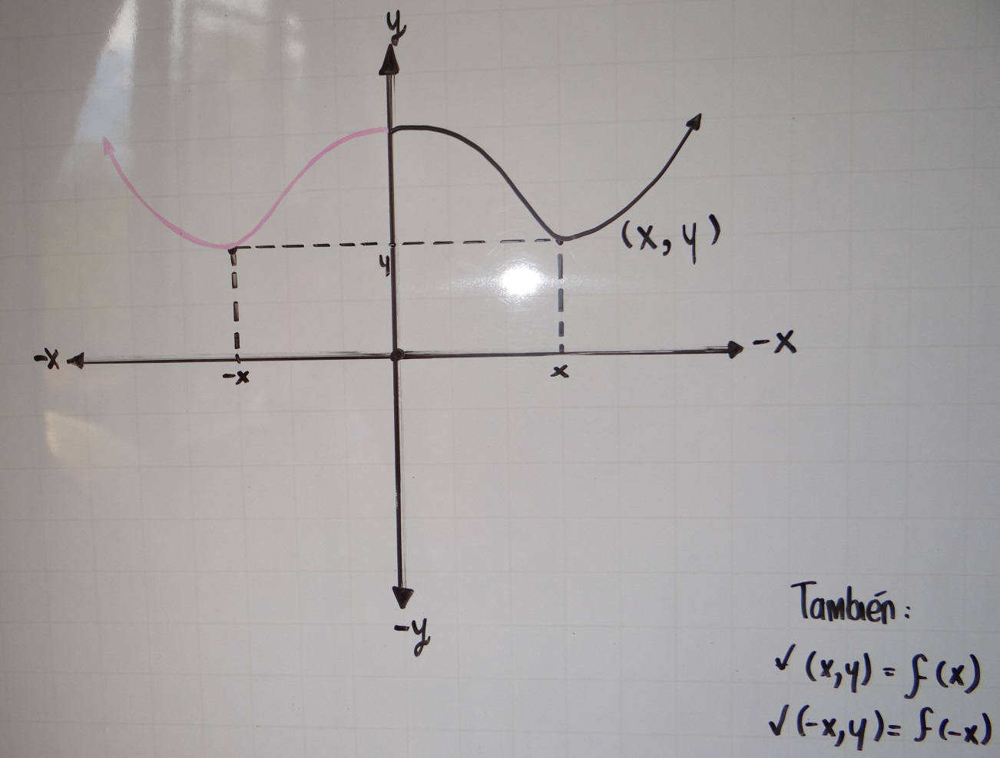 y
(x, y)
y
-x
-x
-x
x
-y
También:
✓ (x,y) = f(x)
✓ (-x,y) = f(-x)